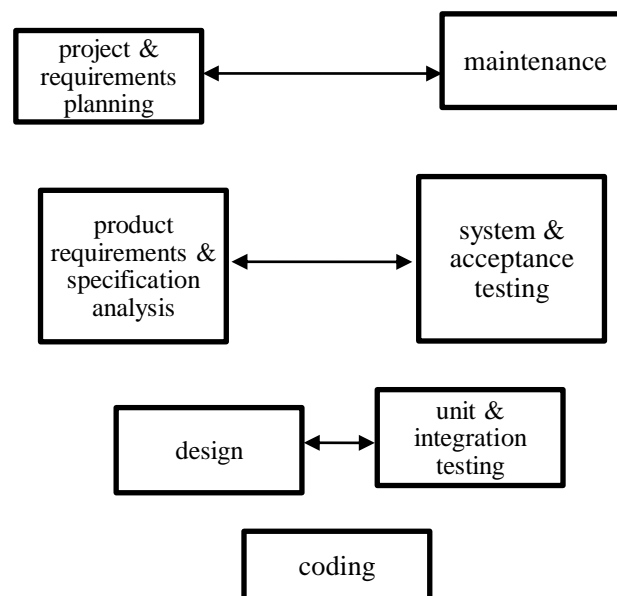 project &
requirements
planning
maintenance
product
requirements &
specification
analysis
system &
acceptance
testing
design
unit &
integration
testing
coding